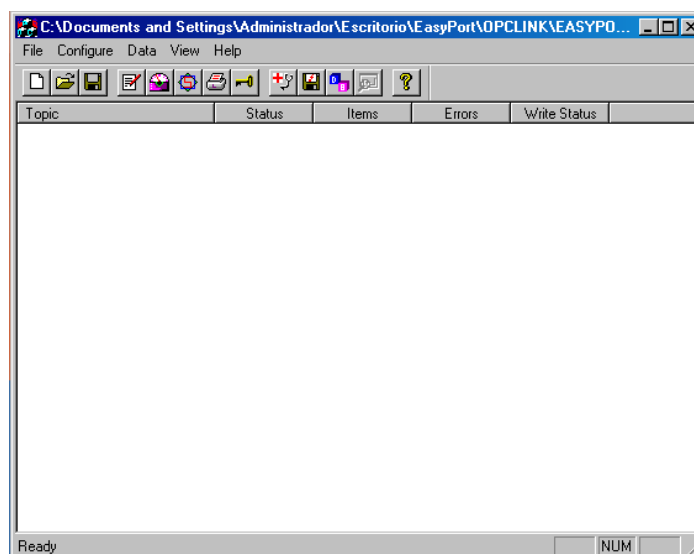 C:\Documents and Settings\Administrador\Escritorio\EasyPort\OPCLINK\EASYPO...
File Configure Data View Help
Topic Status Items Errors Write Status
Ready NUM